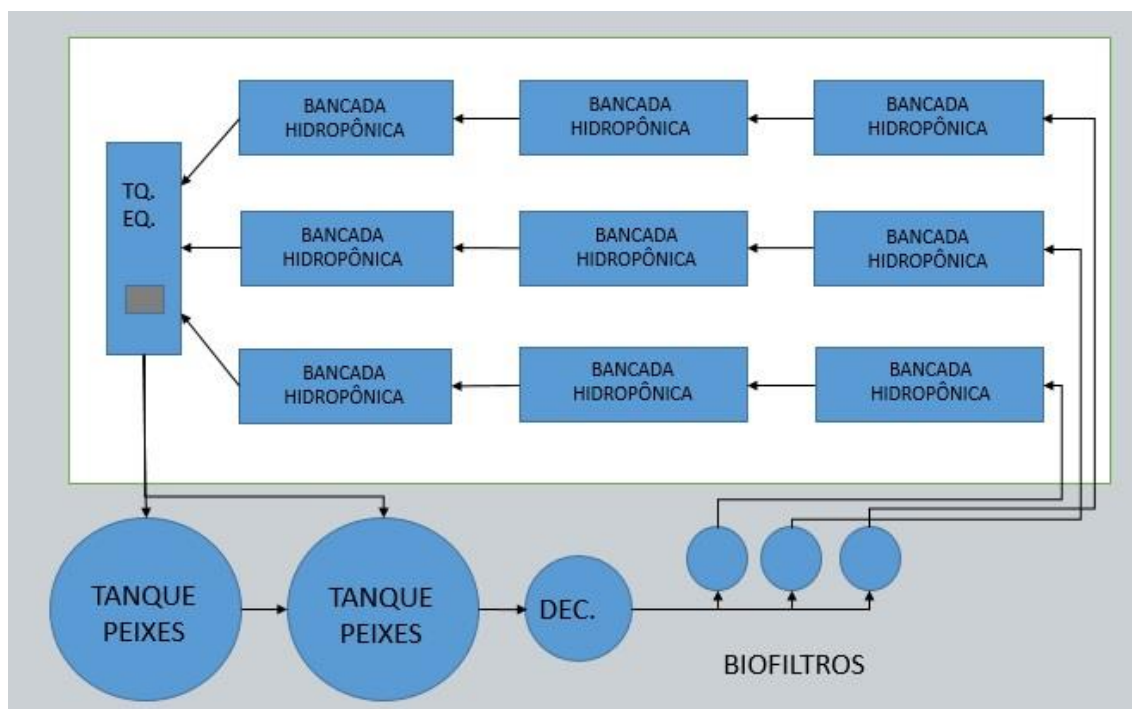 BANCADA
HIDROPÔNICA
BANCADA
HIDROPÔNICA
BANCADA
HIDROPÔNICA
TQ.
EQ.
BANCADA
HIDROPÔNICA
BANCADA
HIDROPÔNICA
BANCADA
HIDROPÔNICA
BANCADA
HIDROPÔNICA
BANCADA
HIDROPÔNICA
BANCADA
HIDROPÔNICA
TANQUE
PEIXES
TANQUE
PEIXES
DEC.
BIOFILTROS